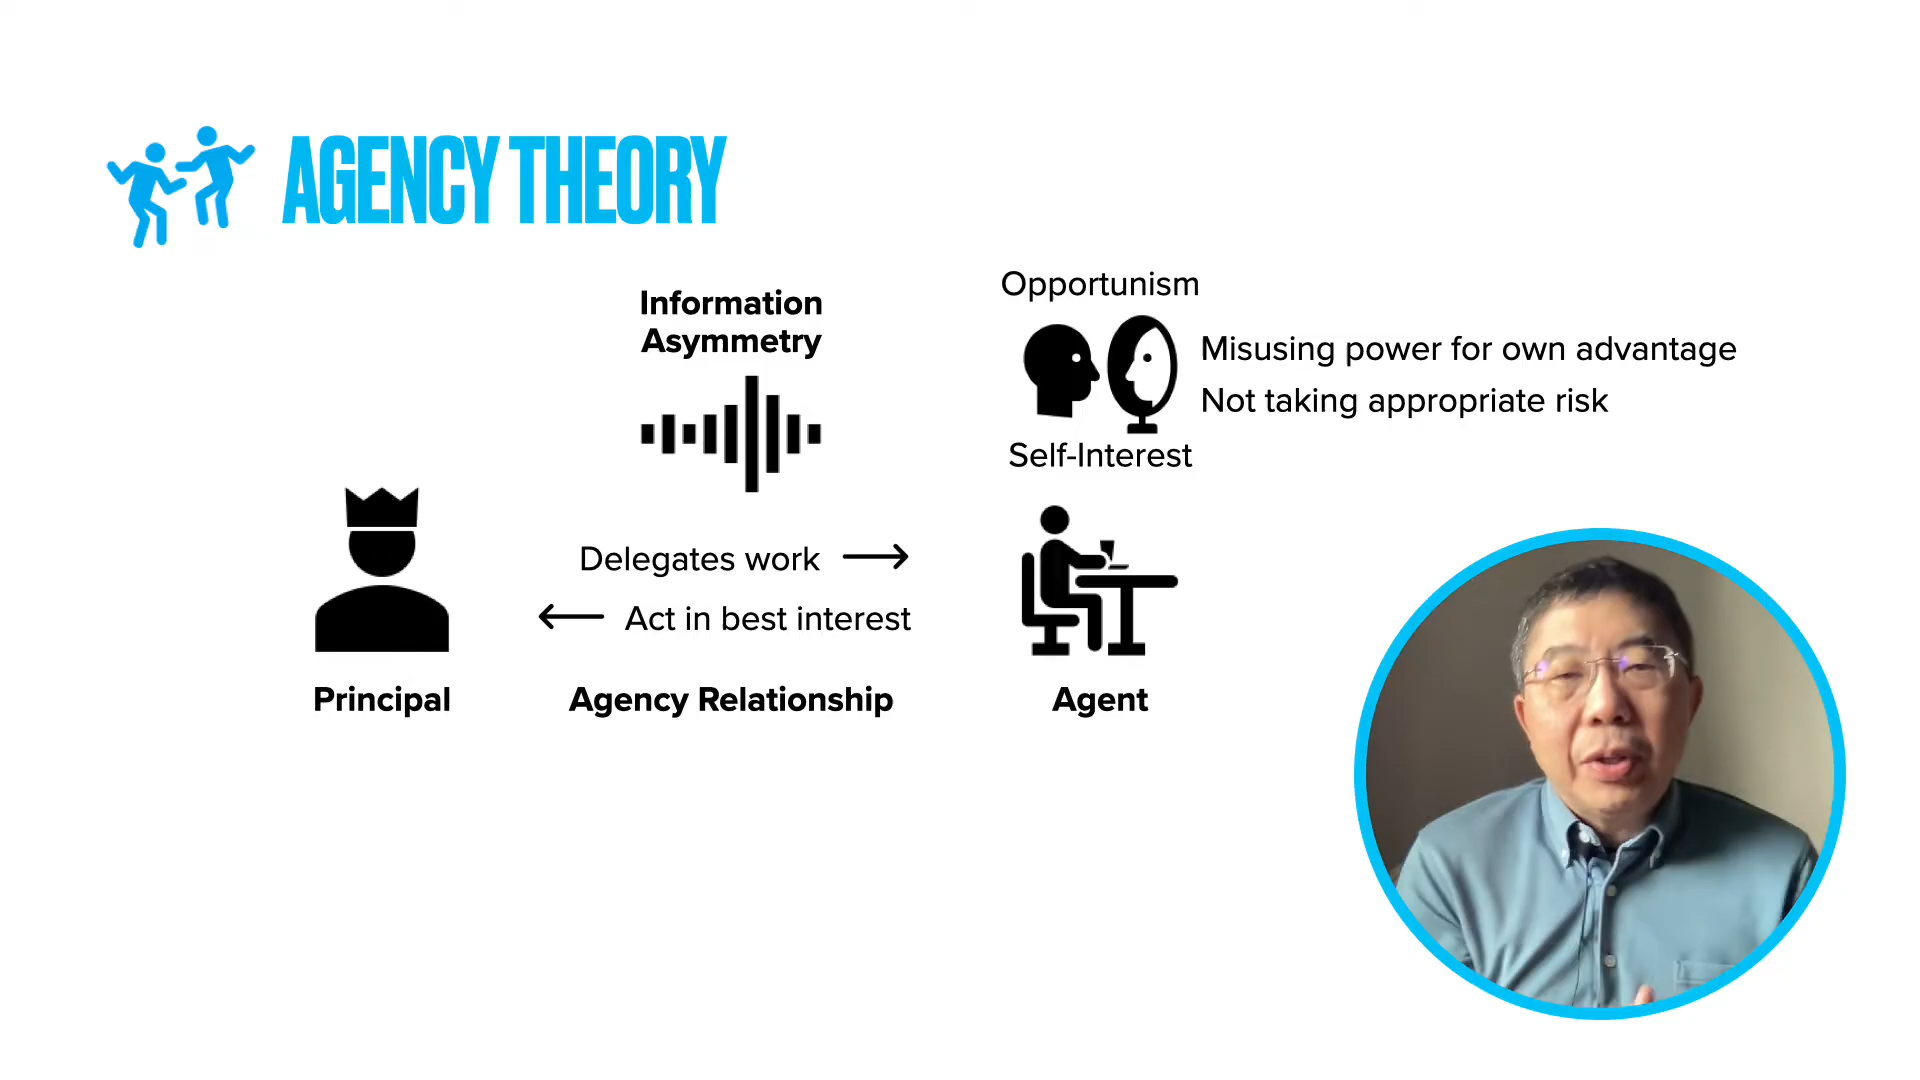 AGENCY THEORY
Information
Asymmetry
Opportunism
Misusing power for own advantage
Not taking appropriate risk
Self-Interest
Delegates work
Act in best interest
Principal
Agency Relationship
Agent